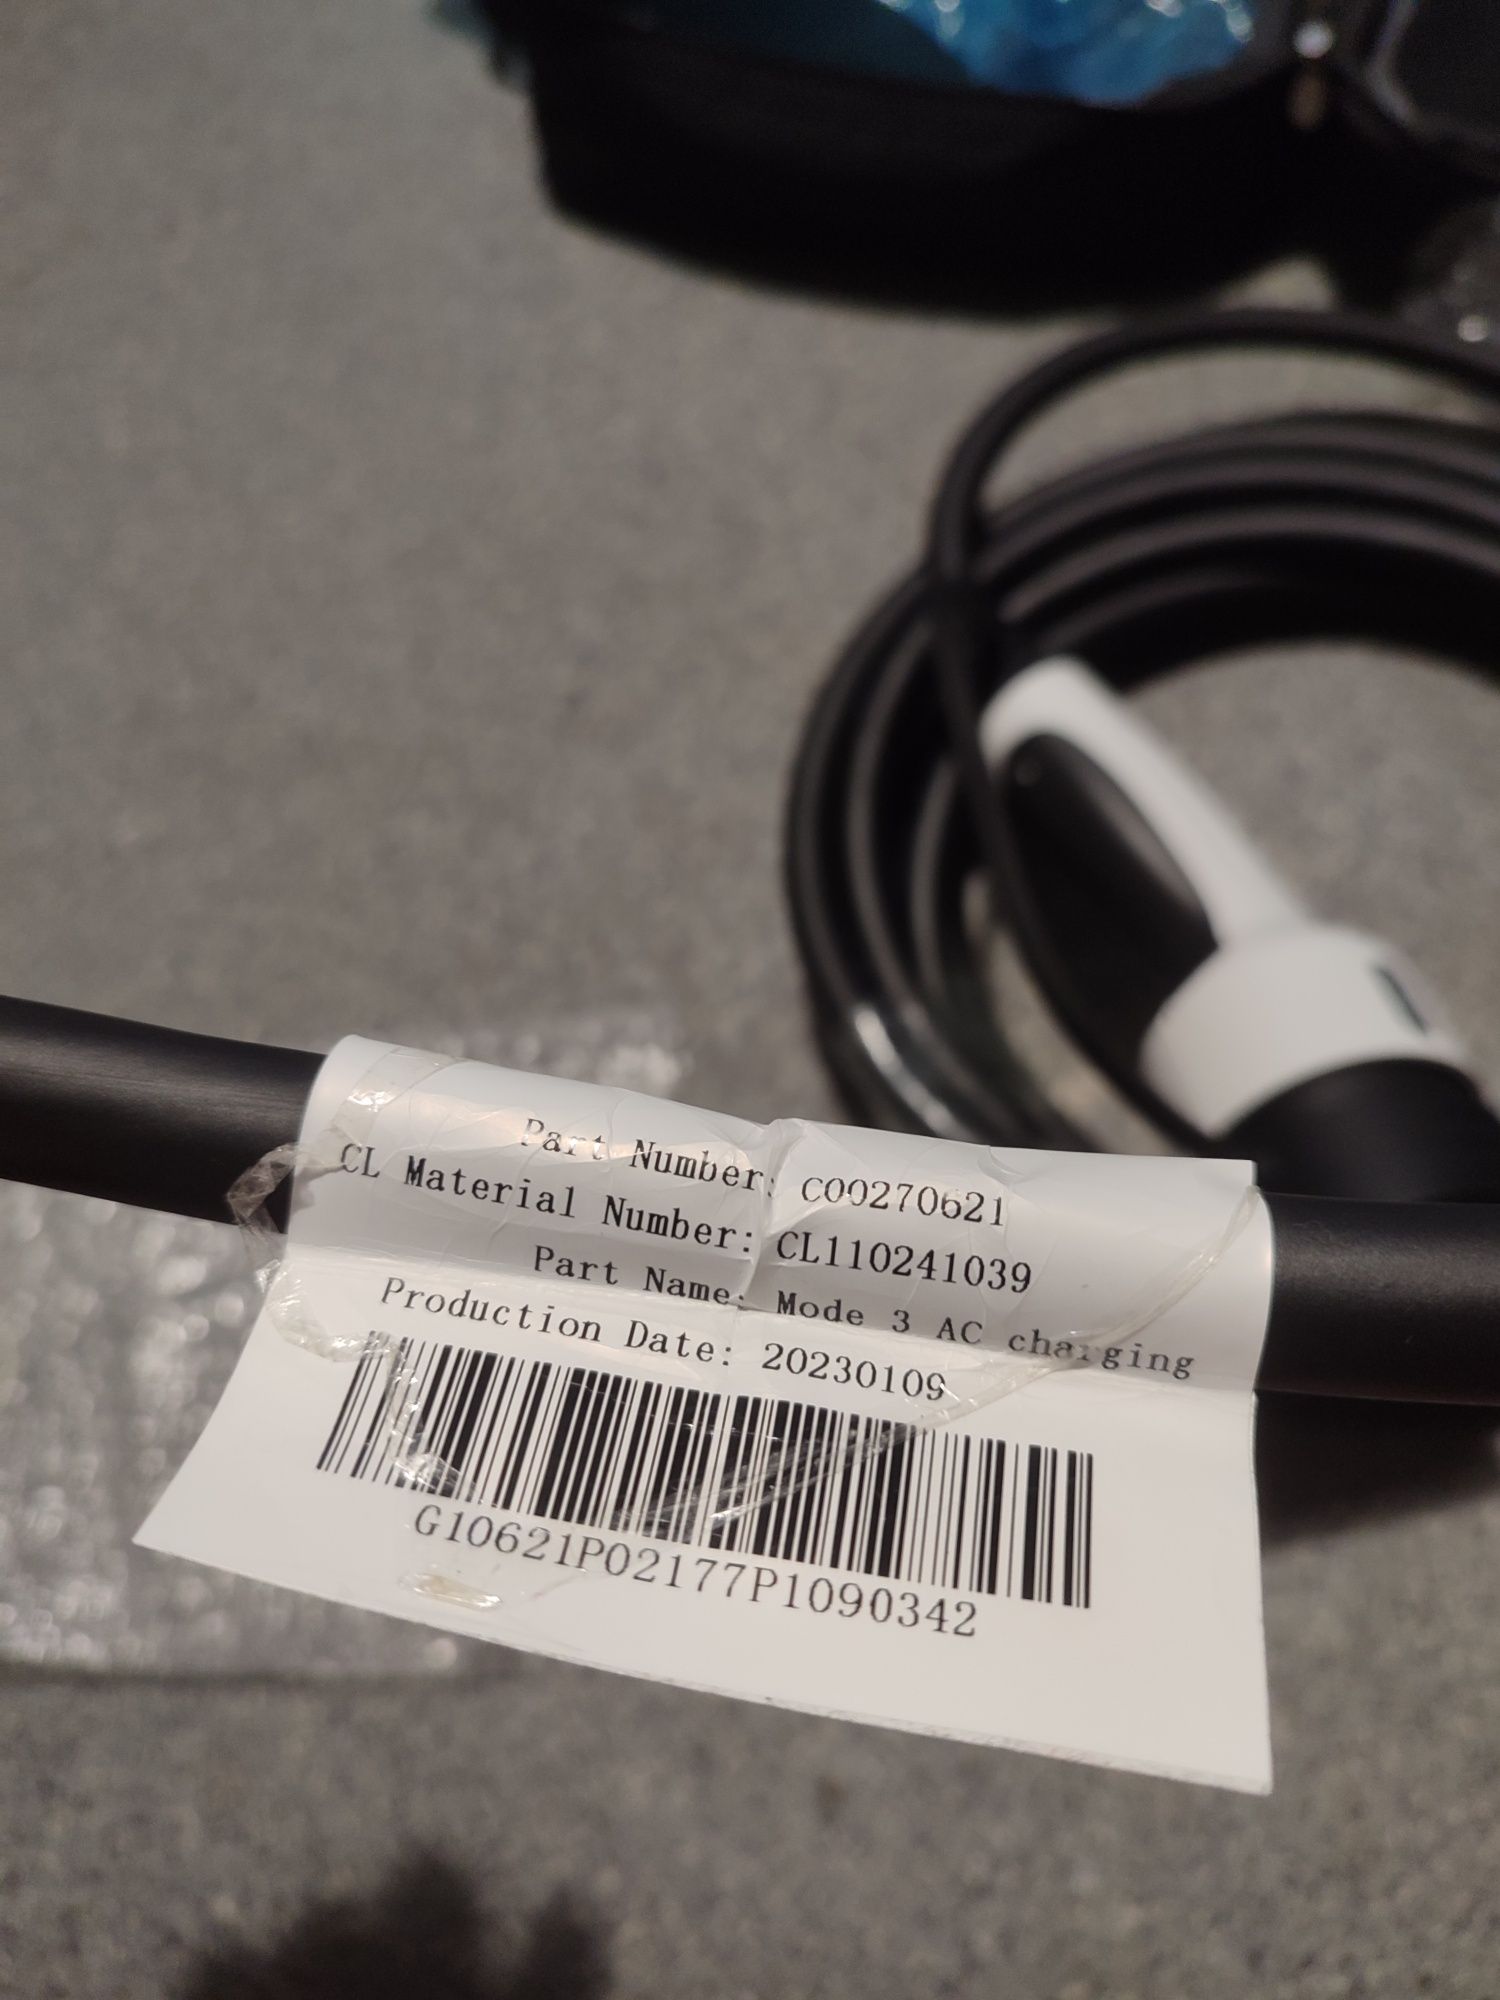 Part Number: C00270621
CL Material Number: CL110241039
Part Name: Mode 3 AC charging
Production Date: 20230109
G10621P02177P1090342